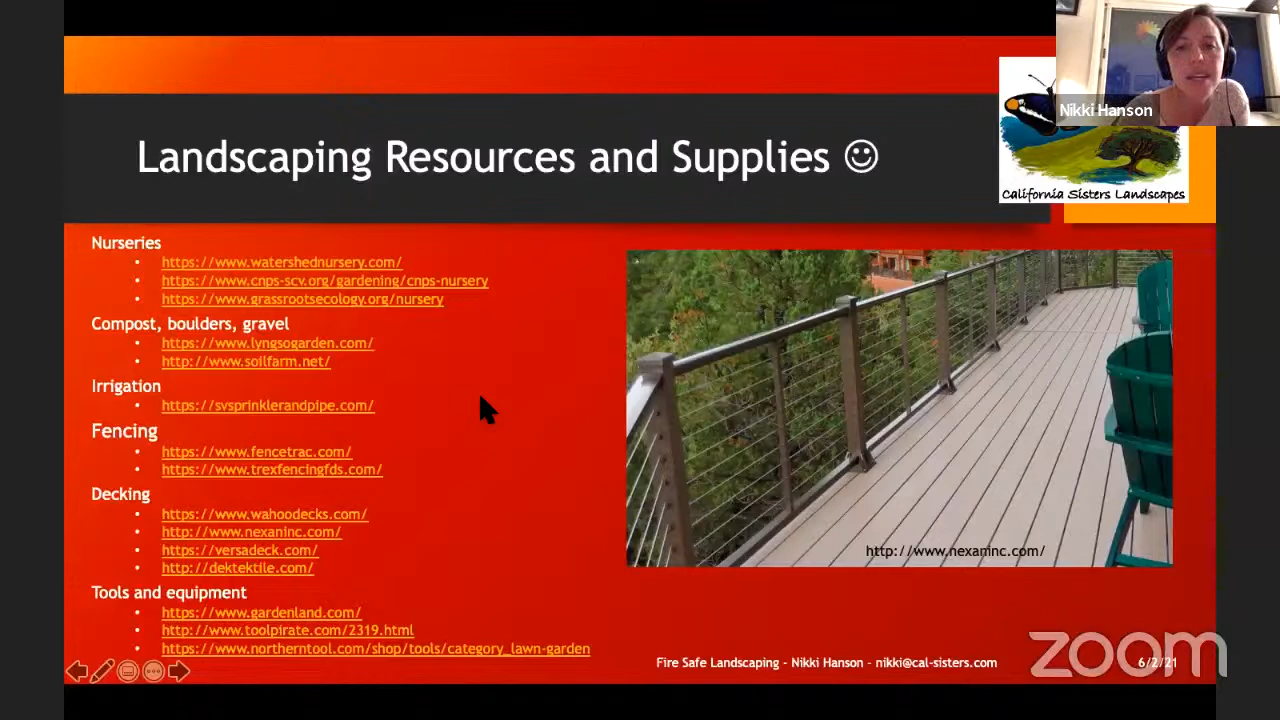 Nikki Hanson
Landscaping Resources and Supplies ☺
California Sisters Landscapes
Nurseries
• https://www.watershednursery.com/
• https://www.cnps-scv.org/gardening/cnps-nursery
• https://www.grassrootsecology.org/nursery
Compost, boulders, gravel
• https://www.lyngsogarden.com/
• http://www.soilfarm.net/
Irrigation
• https://svsprinklerandpipe.com/
Fencing
• https://www.fencetrac.com/
• https://www.trexfencingfds.com/
Decking
• https://www.wahoodecks.com/
• http://www.nexaninc.com/
• https://versadeck.com/
• http://dektektile.com/
Tools and equipment
• https://www.gardenland.com/
• http://www.toolpirate.com/2319.html
• https://www.northerntool.com/shop/tools/category_lawn-garden
http://www.nexaninc.com/
Fire Safe Landscaping - Nikki Hanson - nikki@cal-sisters.com
6/2/21
zoom